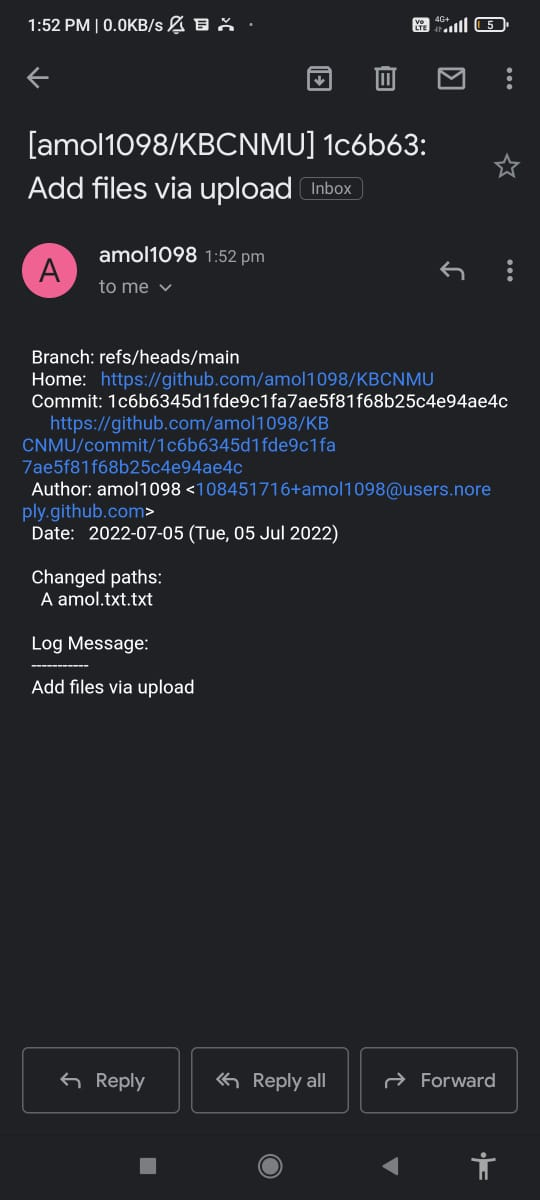 1:52 PM | 0.0KB/s
Vo LTE 4G+ 5
[amol1098/KBCNMU] 1c6b63:
Add files via upload Inbox
A
amol1098 1:52 pm
to me
Branch: refs/heads/main
Home: https://github.com/amol1098/KBCNMU
Commit: 1c6b6345d1fde9c1fa7ae5f81f68b25c4e94ae4c
https://github.com/amol1098/KB
CNMU/commit/1c6b6345d1fde9c1fa
7ae5f81f68b25c4e94ae4c
Author: amol1098 <108451716+amol1098@users.nore
ply.github.com>
Date: 2022-07-05 (Tue, 05 Jul 2022)
Changed paths:
A amol.txt.txt
Log Message:
-----------
Add files via upload
Reply
Reply all
Forward